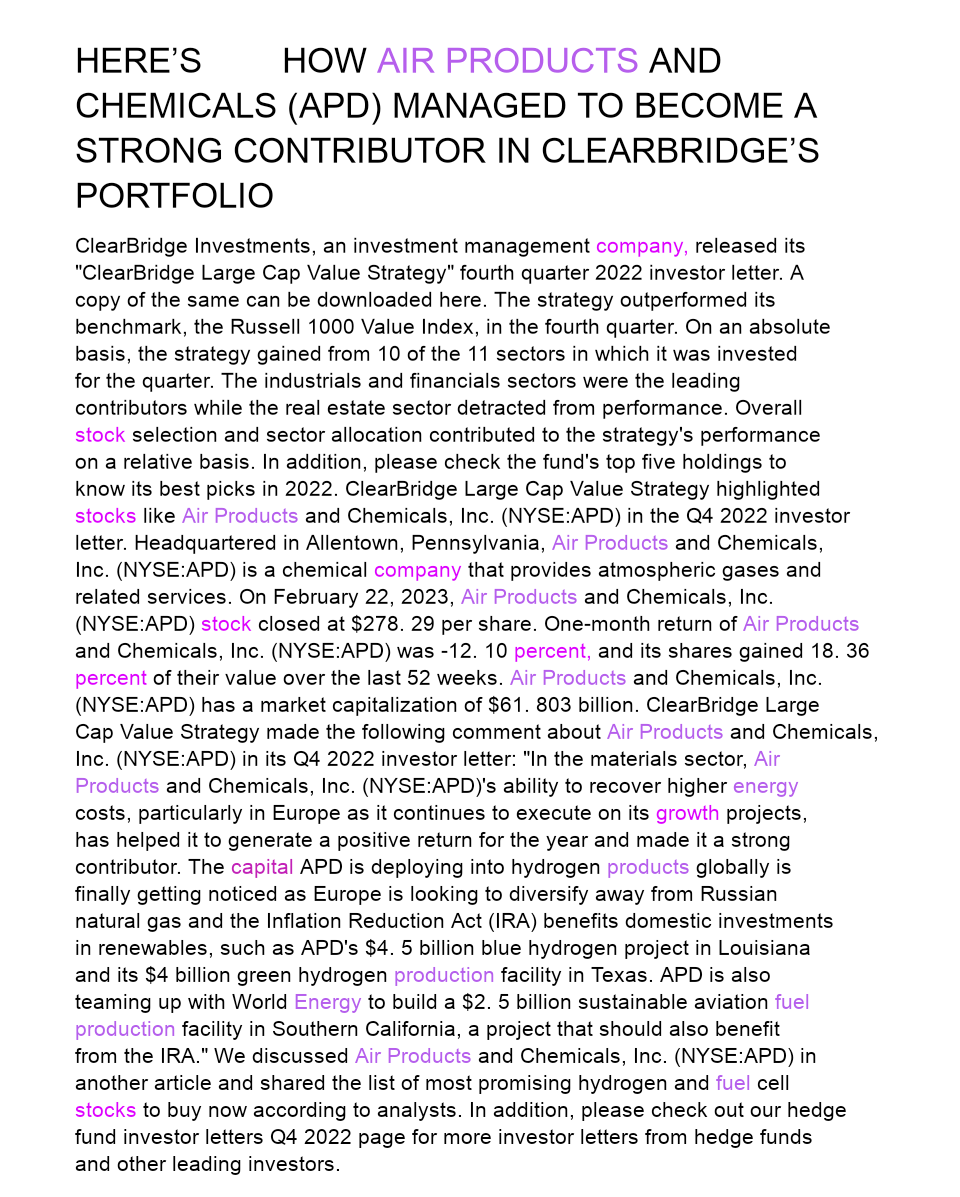 HERE’S HOW AIR PRODUCTS AND
CHEMICALS (APD) MANAGED TO BECOME A
STRONG CONTRIBUTOR IN CLEARBRIDGE’S
PORTFOLIO
ClearBridge Investments, an investment management company, released its
"ClearBridge Large Cap Value Strategy" fourth quarter 2022 investor letter. A
copy of the same can be downloaded here. The strategy outperformed its
benchmark, the Russell 1000 Value Index, in the fourth quarter. On an absolute
basis, the strategy gained from 10 of the 11 sectors in which it was invested
for the quarter. The industrials and financials sectors were the leading
contributors while the real estate sector detracted from performance. Overall
stock selection and sector allocation contributed to the strategy's performance
on a relative basis. In addition, please check the fund's top five holdings to
know its best picks in 2022. ClearBridge Large Cap Value Strategy highlighted
stocks like Air Products and Chemicals, Inc. (NYSE:APD) in the Q4 2022 investor
letter. Headquartered in Allentown, Pennsylvania, Air Products and Chemicals,
Inc. (NYSE:APD) is a chemical company that provides atmospheric gases and
related services. On February 22, 2023, Air Products and Chemicals, Inc.
(NYSE:APD) stock closed at $278. 29 per share. One-month return of Air Products
and Chemicals, Inc. (NYSE:APD) was -12. 10 percent, and its shares gained 18. 36
percent of their value over the last 52 weeks. Air Products and Chemicals, Inc.
(NYSE:APD) has a market capitalization of $61. 803 billion. ClearBridge Large
Cap Value Strategy made the following comment about Air Products and Chemicals,
Inc. (NYSE:APD) in its Q4 2022 investor letter: "In the materials sector, Air
Products and Chemicals, Inc. (NYSE:APD)'s ability to recover higher energy
costs, particularly in Europe as it continues to execute on its growth projects,
has helped it to generate a positive return for the year and made it a strong
contributor. The capital APD is deploying into hydrogen products globally is
finally getting noticed as Europe is looking to diversify away from Russian
natural gas and the Inflation Reduction Act (IRA) benefits domestic investments
in renewables, such as APD's $4. 5 billion blue hydrogen project in Louisiana
and its $4 billion green hydrogen production facility in Texas. APD is also
teaming up with World Energy to build a $2. 5 billion sustainable aviation fuel
production facility in Southern California, a project that should also benefit
from the IRA." We discussed Air Products and Chemicals, Inc. (NYSE:APD) in
another article and shared the list of most promising hydrogen and fuel cell
stocks to buy now according to analysts. In addition, please check out our hedge
fund investor letters Q4 2022 page for more investor letters from hedge funds
and other leading investors.